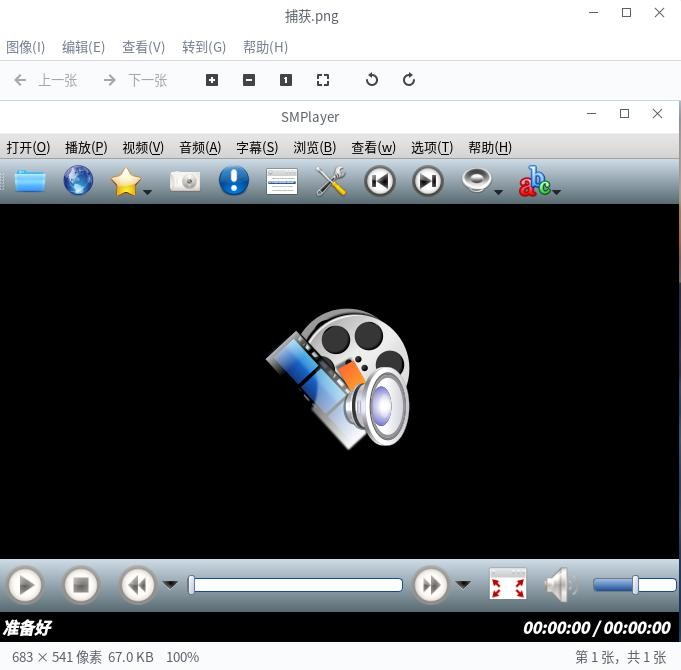 捕获.png
图像(I) 编辑(E) 查看(V) 转到(G) 帮助(H)
上一张 下一张
SMPlayer
打开(O) 播放(P) 视频(V) 音频(A) 字幕(S) 浏览(B) 查看(w) 选项(T) 帮助(H)
abc
准备好 00:00:00 / 00:00:00
683 × 541 像素 67.0 KB 100% 第 1 张，共 1 张